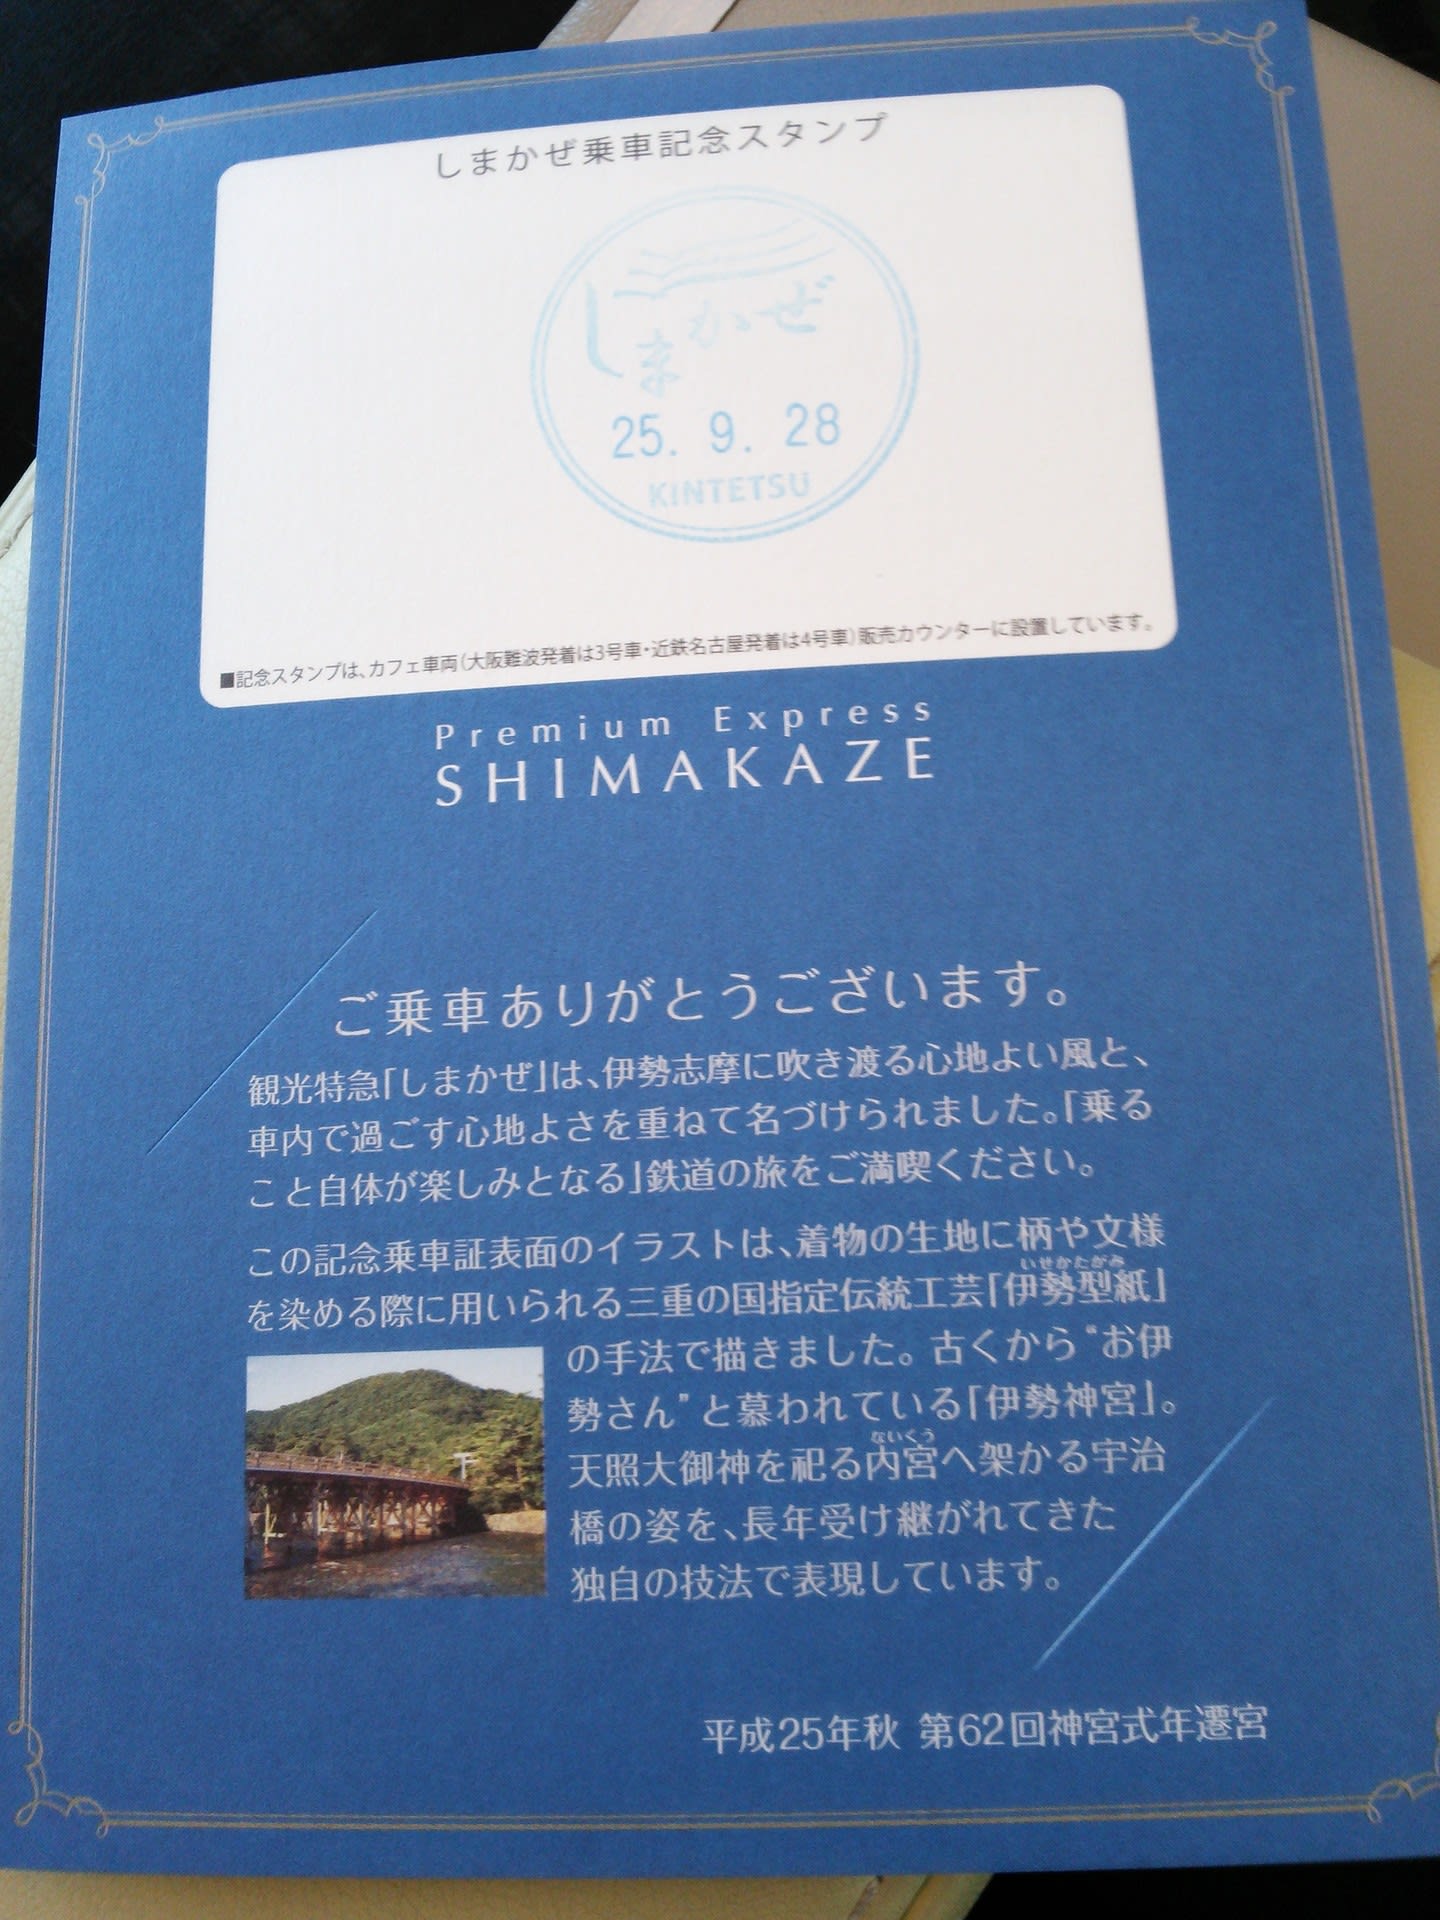 しまかぜ乗車記念スタンプ
しまかぜ
25. 9. 28
KINTETSU
■記念スタンプは、カフェ車両(大阪難波発着は3号車・近鉄名古屋発着は4号車)販売カウンターに設置しています。
Premium Express
SHIMAKAZE
ご乗車ありがとうございます。
観光特急「しまかぜ」は、伊勢志摩に吹き渡る心地よい風と、
車内で過ごす心地よさを重ねて名づけられました。「乗る
こと自体が楽しみとなる」鉄道の旅をご満喫ください。
この記念乗車証表面のイラストは、着物の生地に柄や文様
いせかたがみ
を染める際に用いられる三重の国指定伝統工芸「伊勢型紙」
の手法で描きました。古くから“お伊
勢さん”と慕われている「伊勢神宮」。
ないくう
天照大御神を祀る内宮へ架かる宇治
橋の姿を、長年受け継がれてきた
独自の技法で表現しています。
平成25年秋 第62回神宮式年遷宮